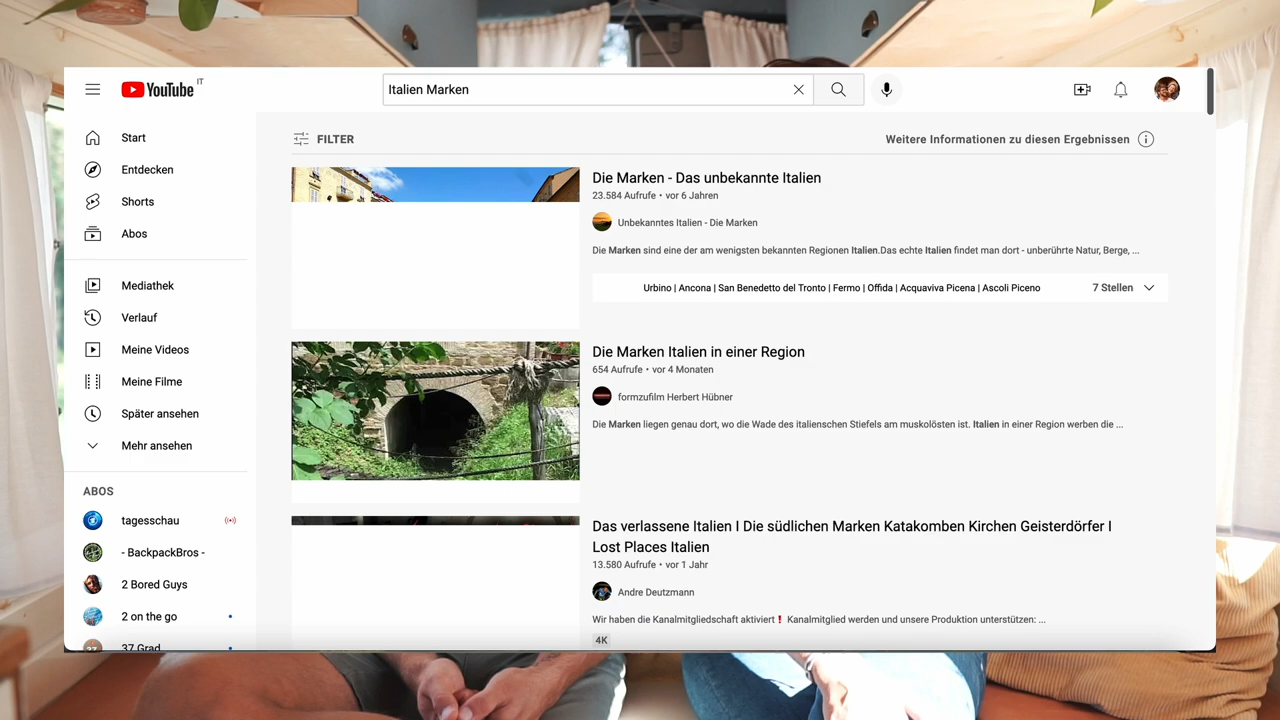 YouTube IT
Italien Marken
Start
Entdecken
Shorts
Abos
Mediathek
Verlauf
Meine Videos
Meine Filme
Später ansehen
Mehr ansehen
ABOS
tagesschau
- BackpackBros -
2 Bored Guys
2 on the go
37 Grad
FILTER
Weitere Informationen zu diesen Ergebnissen
Die Marken - Das unbekannte Italien
23.584 Aufrufe • vor 6 Jahren
Unbekanntes Italien - Die Marken
Die Marken sind eine der am wenigsten bekannten Regionen Italien.Das echte Italien findet man dort - unberührte Natur, Berge, ...
Urbino | Ancona | San Benedetto del Tronto | Fermo | Offida | Acquaviva Picena | Ascoli Piceno
7 Stellen
Die Marken Italien in einer Region
654 Aufrufe • vor 4 Monaten
formzufilm Herbert Hübner
Die Marken liegen genau dort, wo die Wade des italienschen Stiefels am muskolösten ist. Italien in einer Region werben die ...
Das verlassene Italien I Die südlichen Marken Katakomben Kirchen Geisterdörfer I
Lost Places Italien
13.580 Aufrufe • vor 1 Jahr
Andre Deutzmann
Wir haben die Kanalmitgliedschaft aktiviert❗ Kanalmitglied werden und unsere Produktion unterstützen: ...
4K